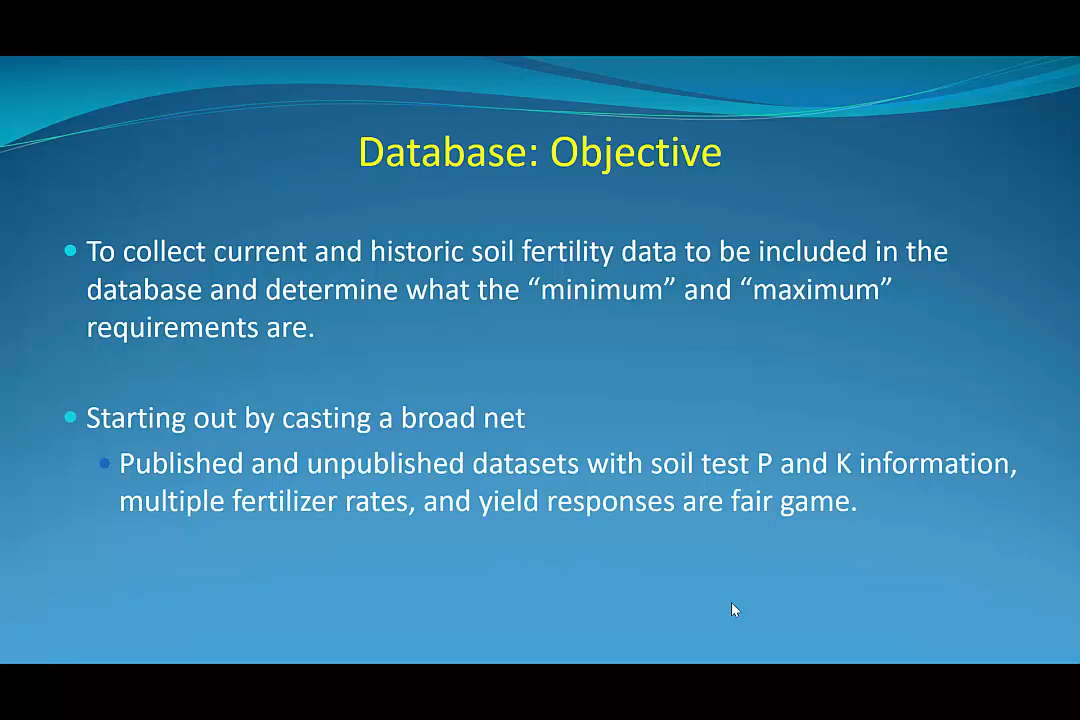 Database: Objective
To collect current and historic soil fertility data to be included in the
database and determine what the “minimum” and “maximum”
requirements are.
Starting out by casting a broad net
Published and unpublished datasets with soil test P and K information,
multiple fertilizer rates, and yield responses are fair game.